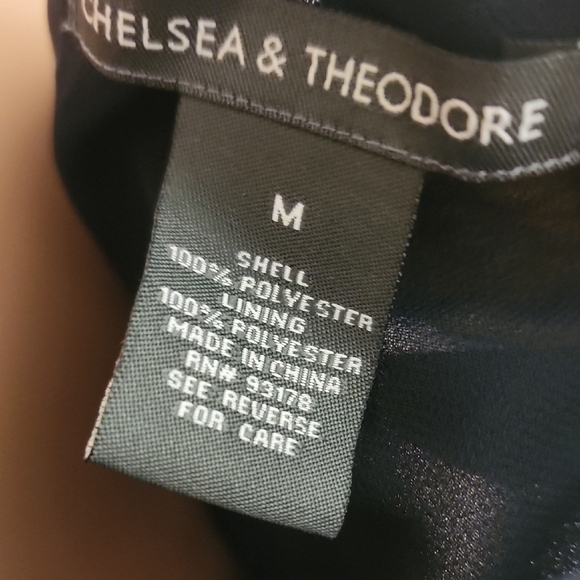 CHELSEA & THEODORE
M
SHELL
100% POLYESTER
LINING
100% POLYESTER
MADE IN CHINA
RN# 93178
SEE REVERSE
FOR CARE